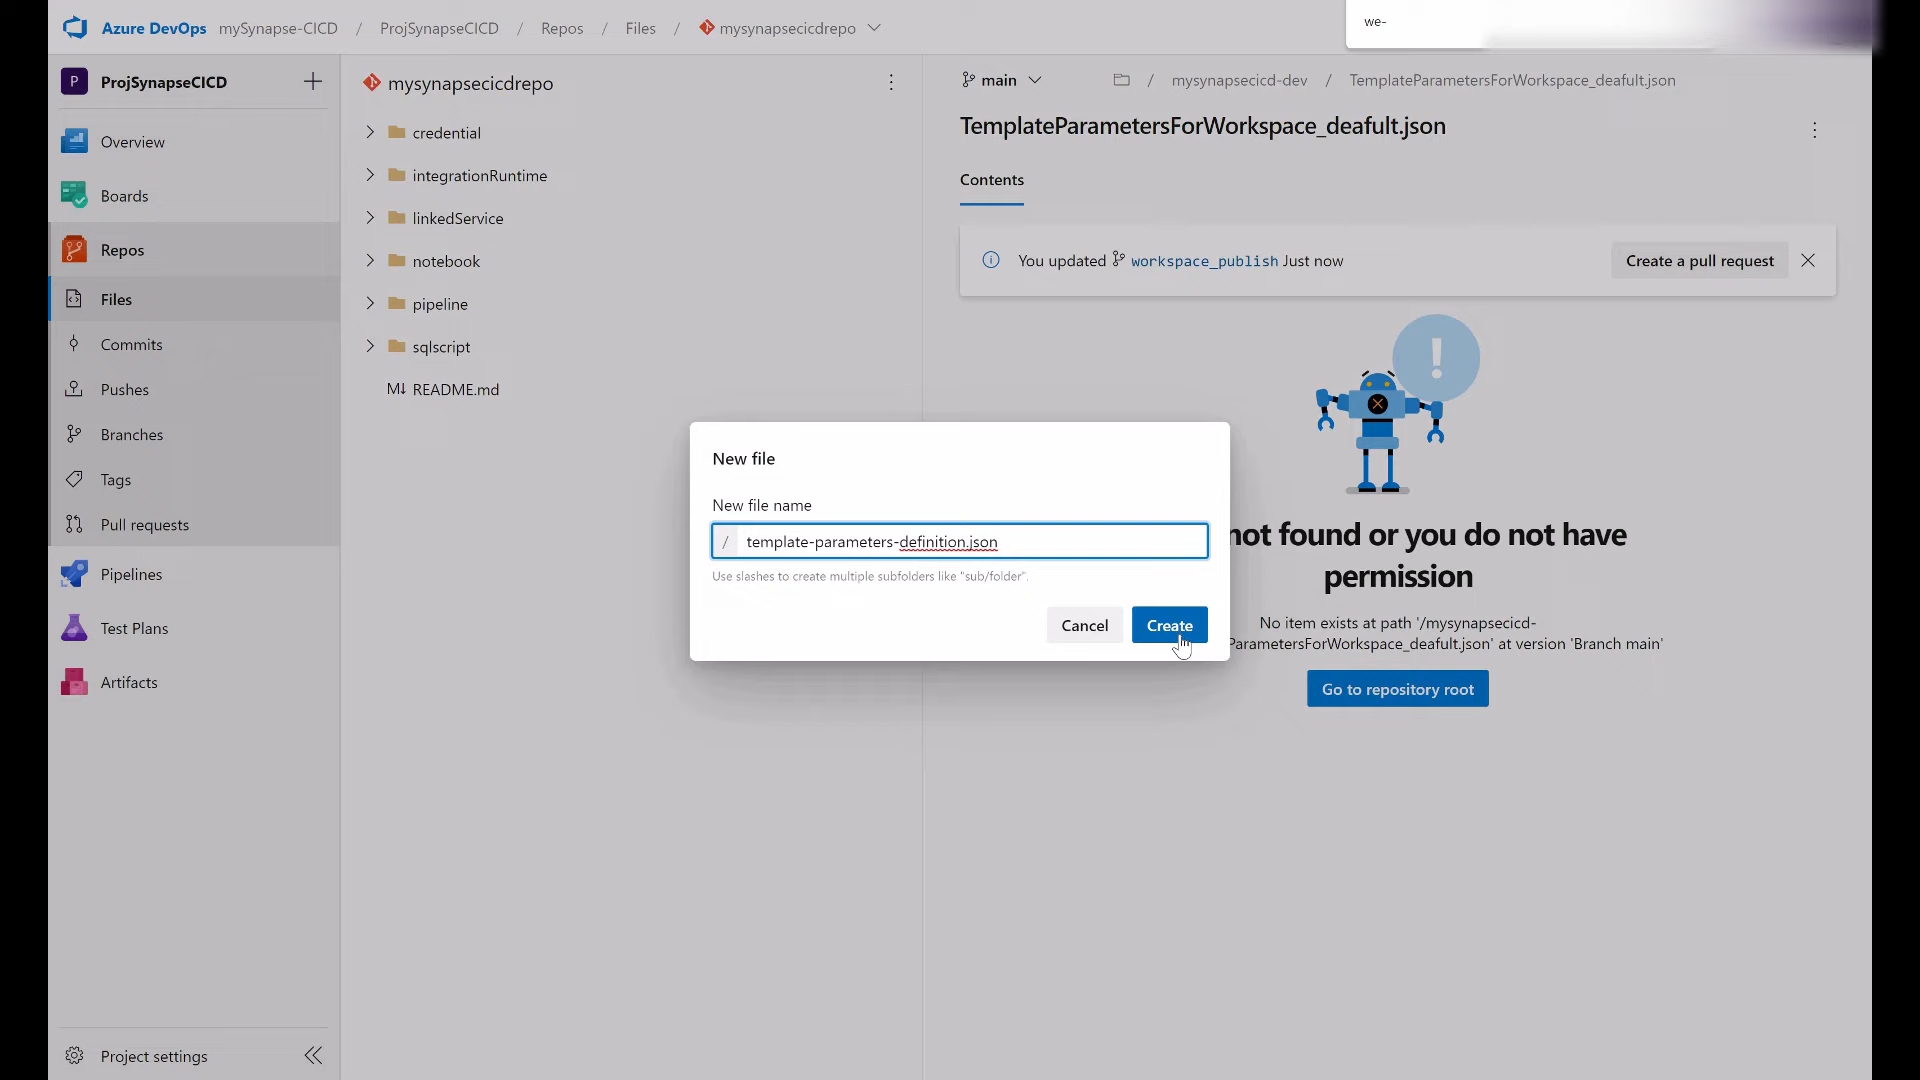 Azure DevOps mySynapse-CICD / ProjSynapseCICD / Repos / Files / mysynapsecicdrepo
we-
P ProjSynapseCICD
Overview
Boards
Repos
Files
Commits
Pushes
Branches
Tags
Pull requests
Pipelines
Test Plans
Artifacts
Project settings
mysynapsecicdrepo
credential
integrationRuntime
linkedService
notebook
pipeline
sqlscript
M↓ README.md
main / mysynapsecicd-dev / TemplateParametersForWorkspace_deafult.json
TemplateParametersForWorkspace_deafult.json
Contents
You updated workspace_publish Just now
Create a pull request
not found or you do not have
permission
No item exists at path '/mysynapsecicd-
ParametersForWorkspace_deafult.json' at version 'Branch main'
Go to repository root
New file
New file name
/ template-parameters-definition.json
Use slashes to create multiple subfolders like "sub/folder".
Cancel
Create